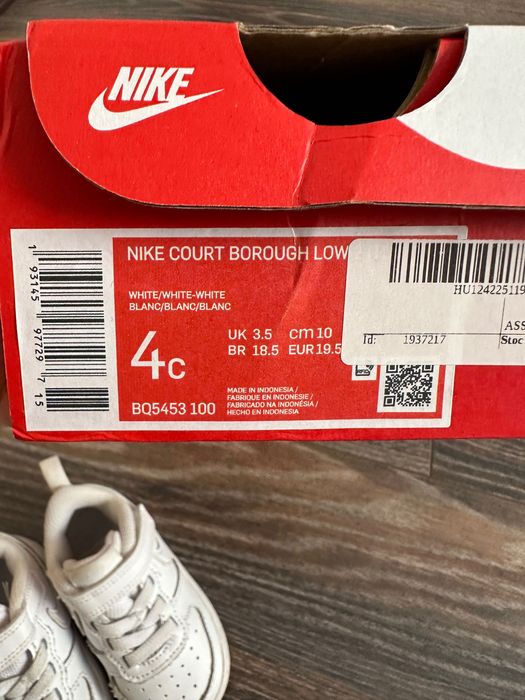 NIKE
NIKE COURT BOROUGH LOW
HU124225119
WHITE/WHITE-WHITE
BLANC/BLANC/BLANC
ASS
Id: 1937217 Stoc
4C
UK 3.5 cm 10
BR 18.5 EUR 19.5
BQ5453 100
MADE IN INDONESIA /
FABRIQUE EN INDONESIE /
FABRICADO NA INDONÉSIA /
HECHO EN INDONESIA
1 93145 97729 7 15